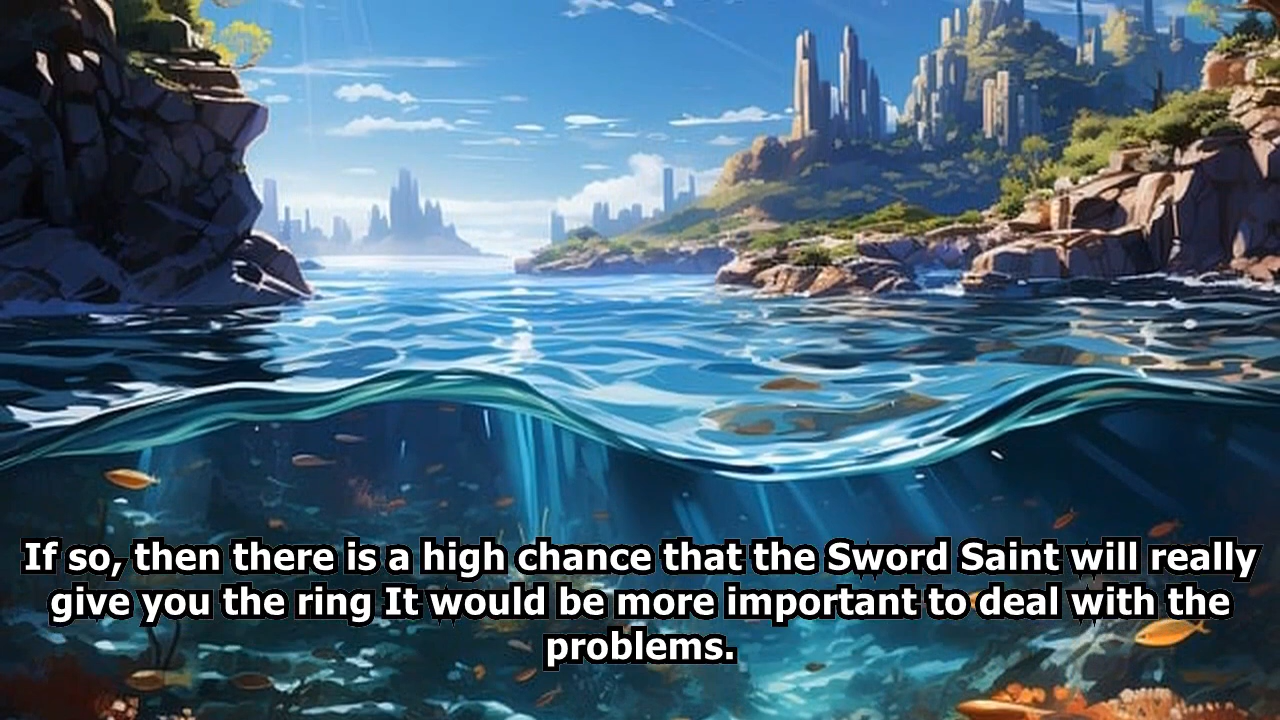 If so, then there is a high chance that the Sword Saint will really
give you the ring It would be more important to deal with the
problems.